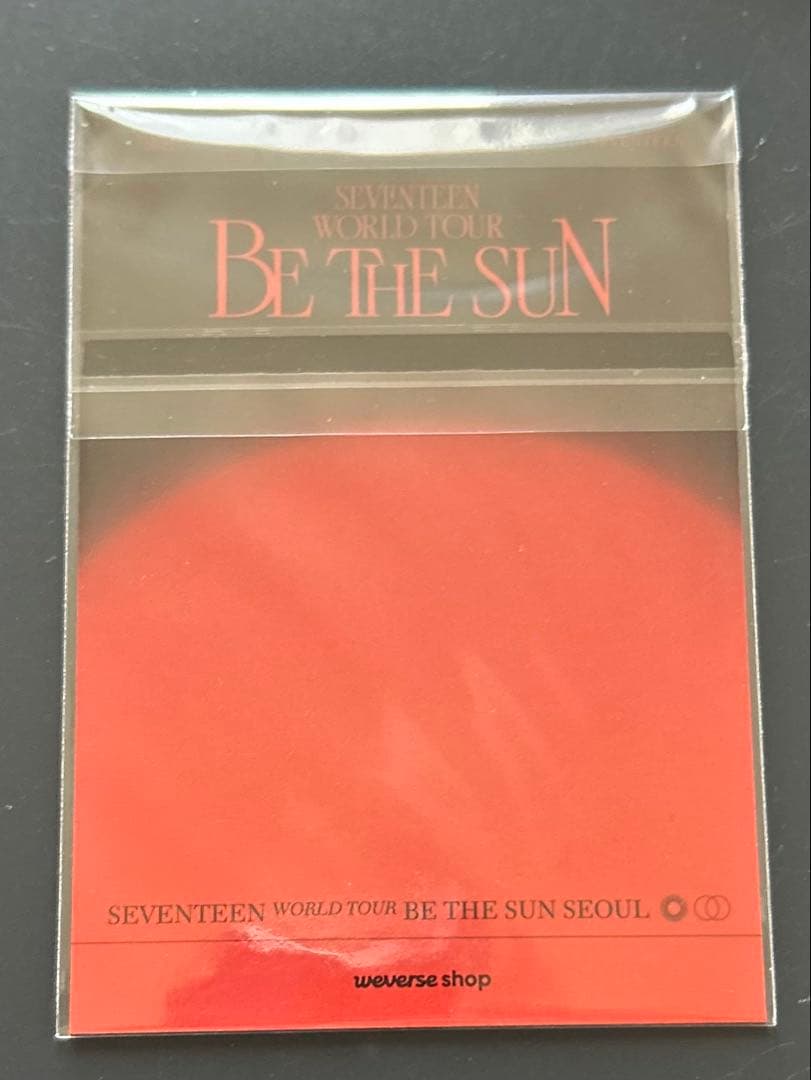 SEVENTEEN
WORLD TOUR
BE THE SUN
SEVENTEEN WORLD TOUR BE THE SUN SEOUL
weverse shop